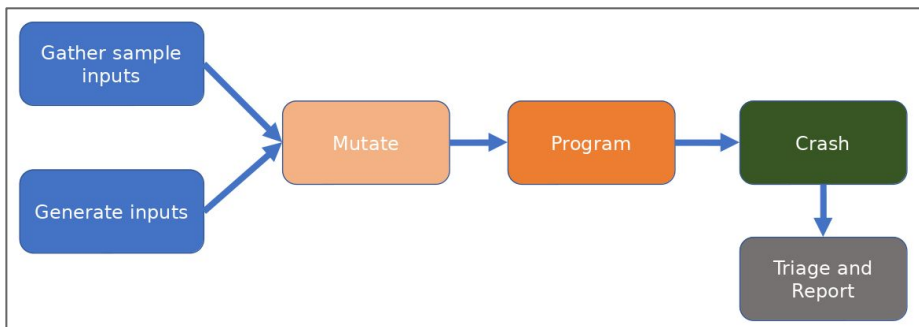 Gather sample
inputs
Generate inputs
Mutate
Program
Crash
Triage and
Report